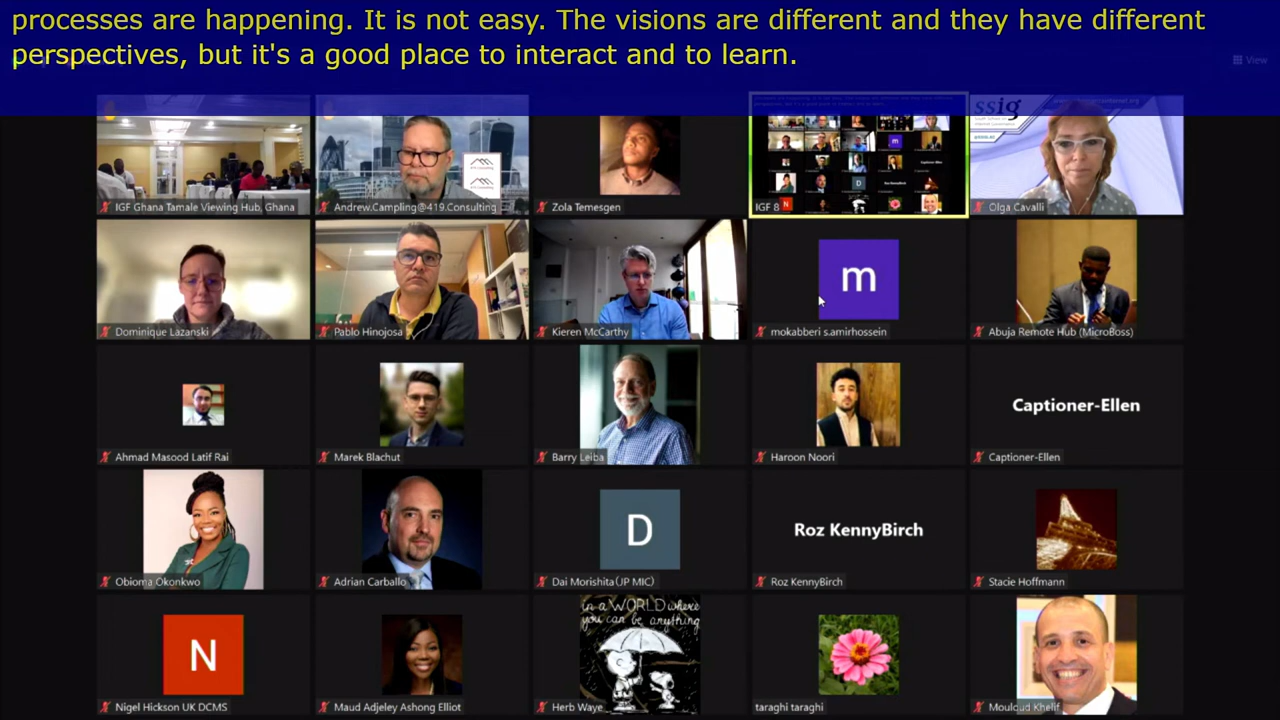 processes are happening. It is not easy. The visions are different and they have different
perspectives, but it's a good place to interact and to learn.
View
ssig
IGF Ghana Tamale Viewing Hub, Ghana
Andrew.Campling@419.Consulting
Zola Temesgen
IGF 8
N
Olga Cavalli
m
Dominique Lazanski
Pablo Hinojosa
Kieren McCarthy
mokabberi s.amirhossein
Abuja Remote Hub (MicroBoss)
Captioner-Ellen
Ahmad Masood Latif Rai
Marek Blachut
Barry Leiba
Haroon Noori
Captioner-Ellen
D
Roz KennyBirch
Obioma Okonkwo
Adrian Carballo
Dai Morishita(JP MIC)
Roz KennyBirch
Stacie Hoffmann
in a WORLD where
you can be anything
N
Nigel Hickson UK DCMS
Maud Adjeley Ashong Elliot
Herb Waye
taraghi taraghi
Mouloud Khelif